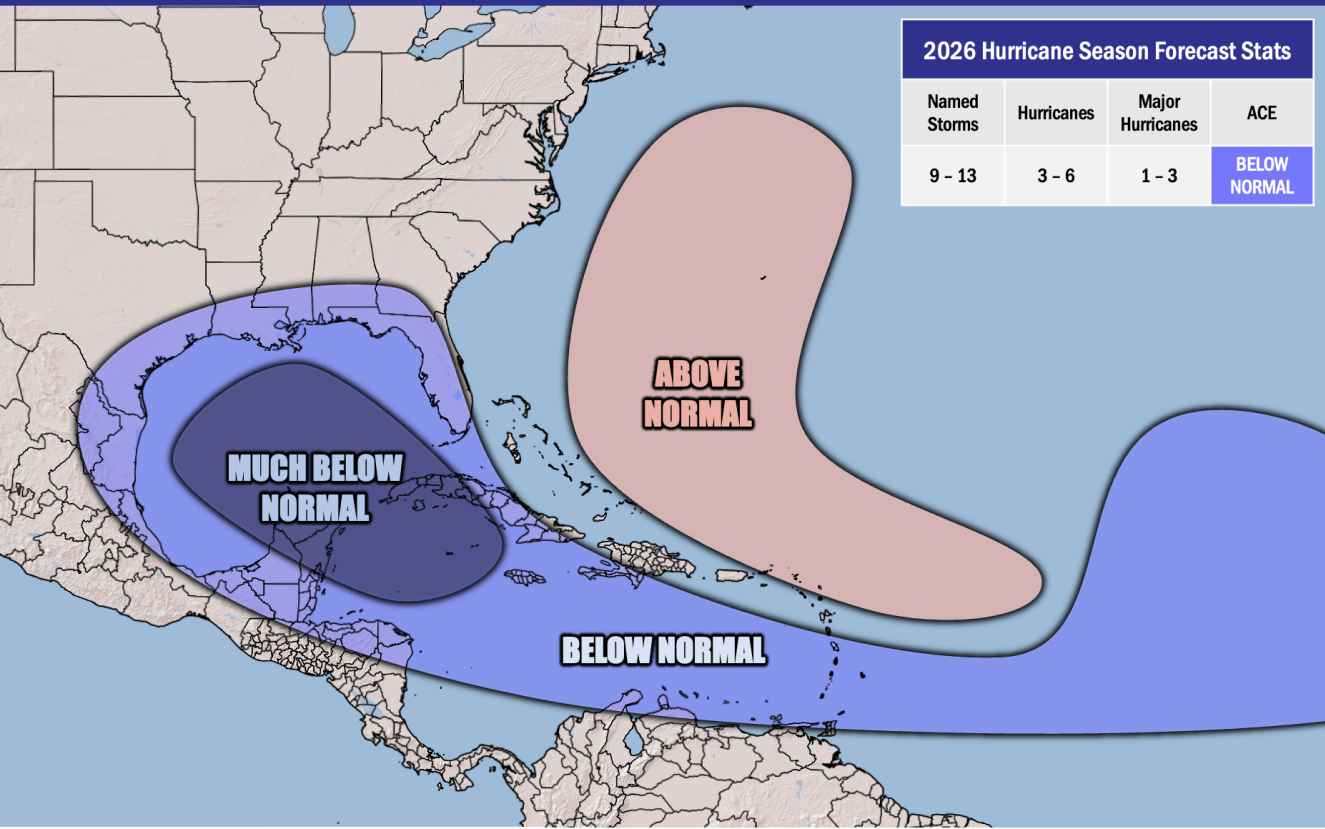 2026 Hurricane Season Forecast Stats
Named Storms
Hurricanes
Major Hurricanes
ACE
9 – 13
3 – 6
1 – 3
BELOW NORMAL
ABOVE
NORMAL
MUCH BELOW
NORMAL
BELOW NORMAL